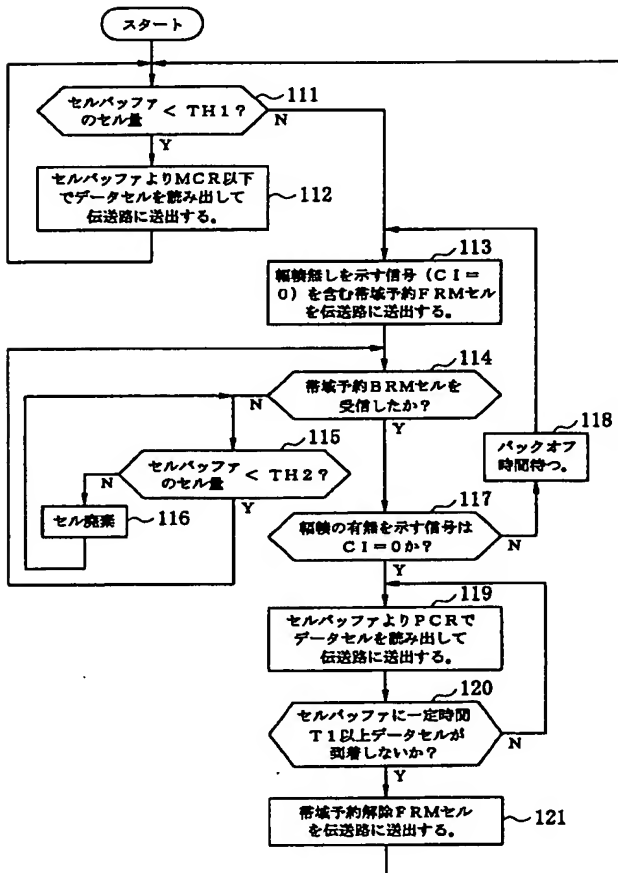 スタート
セルバッファ
のセル量 < TH1?
111
N
Y
セルバッファよりMCR以下
でデータセルを読み出して
伝送路に送出する。
112
113
輻輳無しを示す信号(CI=
0)を含む帯域予約FRMセル
を伝送路に送出する。
114
帯域予約BRMセルを
受信したか?
N
Y
115
セルバッファ
のセル量 < TH2?
N
Y
セル廃棄
116
117
輻輳の有無を示す信号は
CI=0か?
N
Y
118
バックオフ
時間待つ。
119
セルバッファよりPCRで
データセルを読み出して
伝送路に送出する。
120
セルバッファに一定時間
T1以上データセルが
到着しないか?
N
Y
帯域予約解除FRMセル
を伝送路に送出する。
121